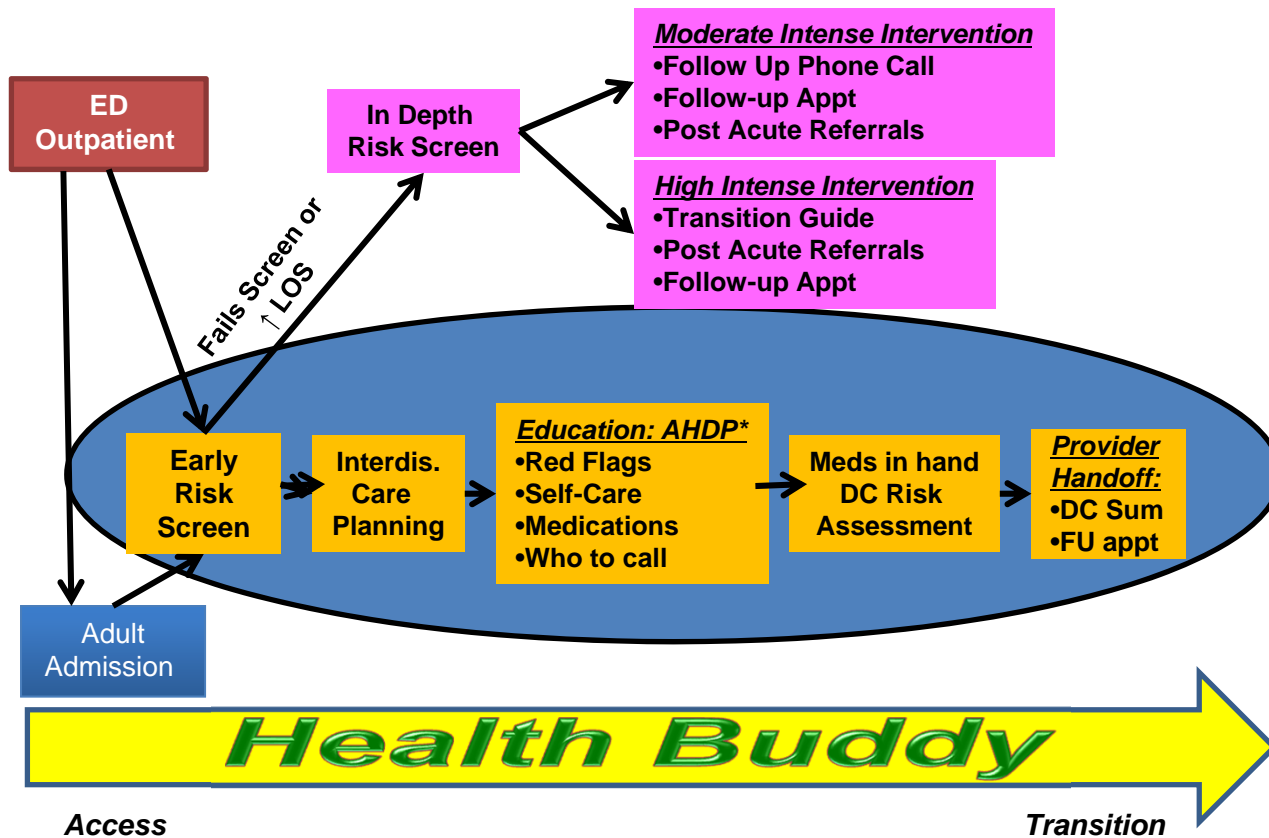 ED
Outpatient
In Depth
Risk Screen
Moderate Intense Intervention
•Follow Up Phone Call
•Follow-up Appt
•Post Acute Referrals
High Intense Intervention
•Transition Guide
•Post Acute Referrals
•Follow-up Appt
Fails Screen or
↑ LOS
Early
Risk
Screen
Interdis.
Care
Planning
Education: AHDP*
•Red Flags
•Self-Care
•Medications
•Who to call
Meds in hand
DC Risk
Assessment
Provider
Handoff:
•DC Sum
•FU appt
Adult
Admission
Health Buddy
Access
Transition